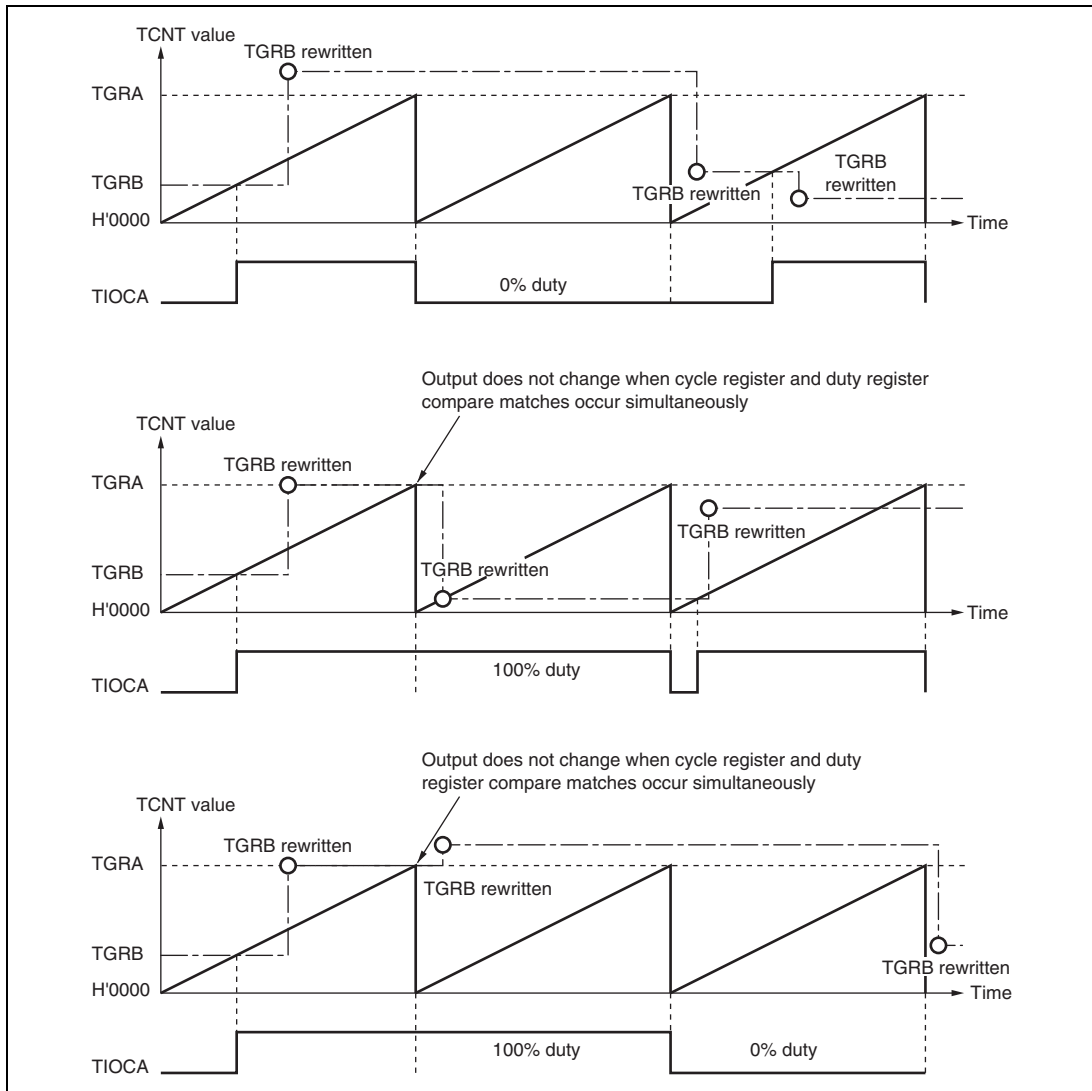 TCNT value
TGRB rewritten
TGRA
TGRB
TGRB rewritten
TGRB
rewritten
H'0000
Time
TIOCA
0% duty
Output does not change when cycle register and duty register
compare matches occur simultaneously
TCNT value
TGRB rewritten
TGRA
TGRB rewritten
TGRB
TGRB rewritten
H'0000
Time
TIOCA
100% duty
Output does not change when cycle register and duty
register compare matches occur simultaneously
TCNT value
TGRB rewritten
TGRA
TGRB rewritten
TGRB
TGRB rewritten
H'0000
Time
TIOCA
100% duty
0% duty